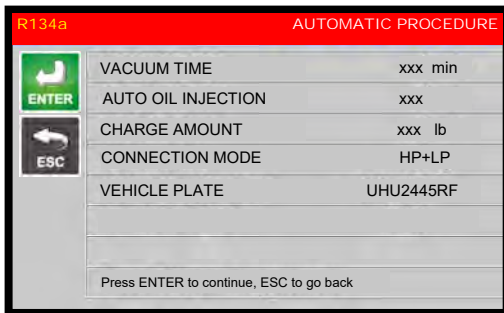 R134a AUTOMATIC PROCEDURE
ENTER
ESC
VACUUM TIME xxx min
AUTO OIL INJECTION xxx
CHARGE AMOUNT xxx lb
CONNECTION MODE HP+LP
VEHICLE PLATE UHU2445RF
Press ENTER to continue, ESC to go back